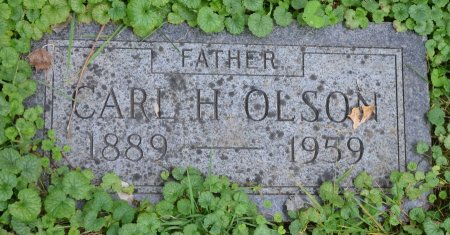 FATHER
CARL H OLSON
1889 — 1959